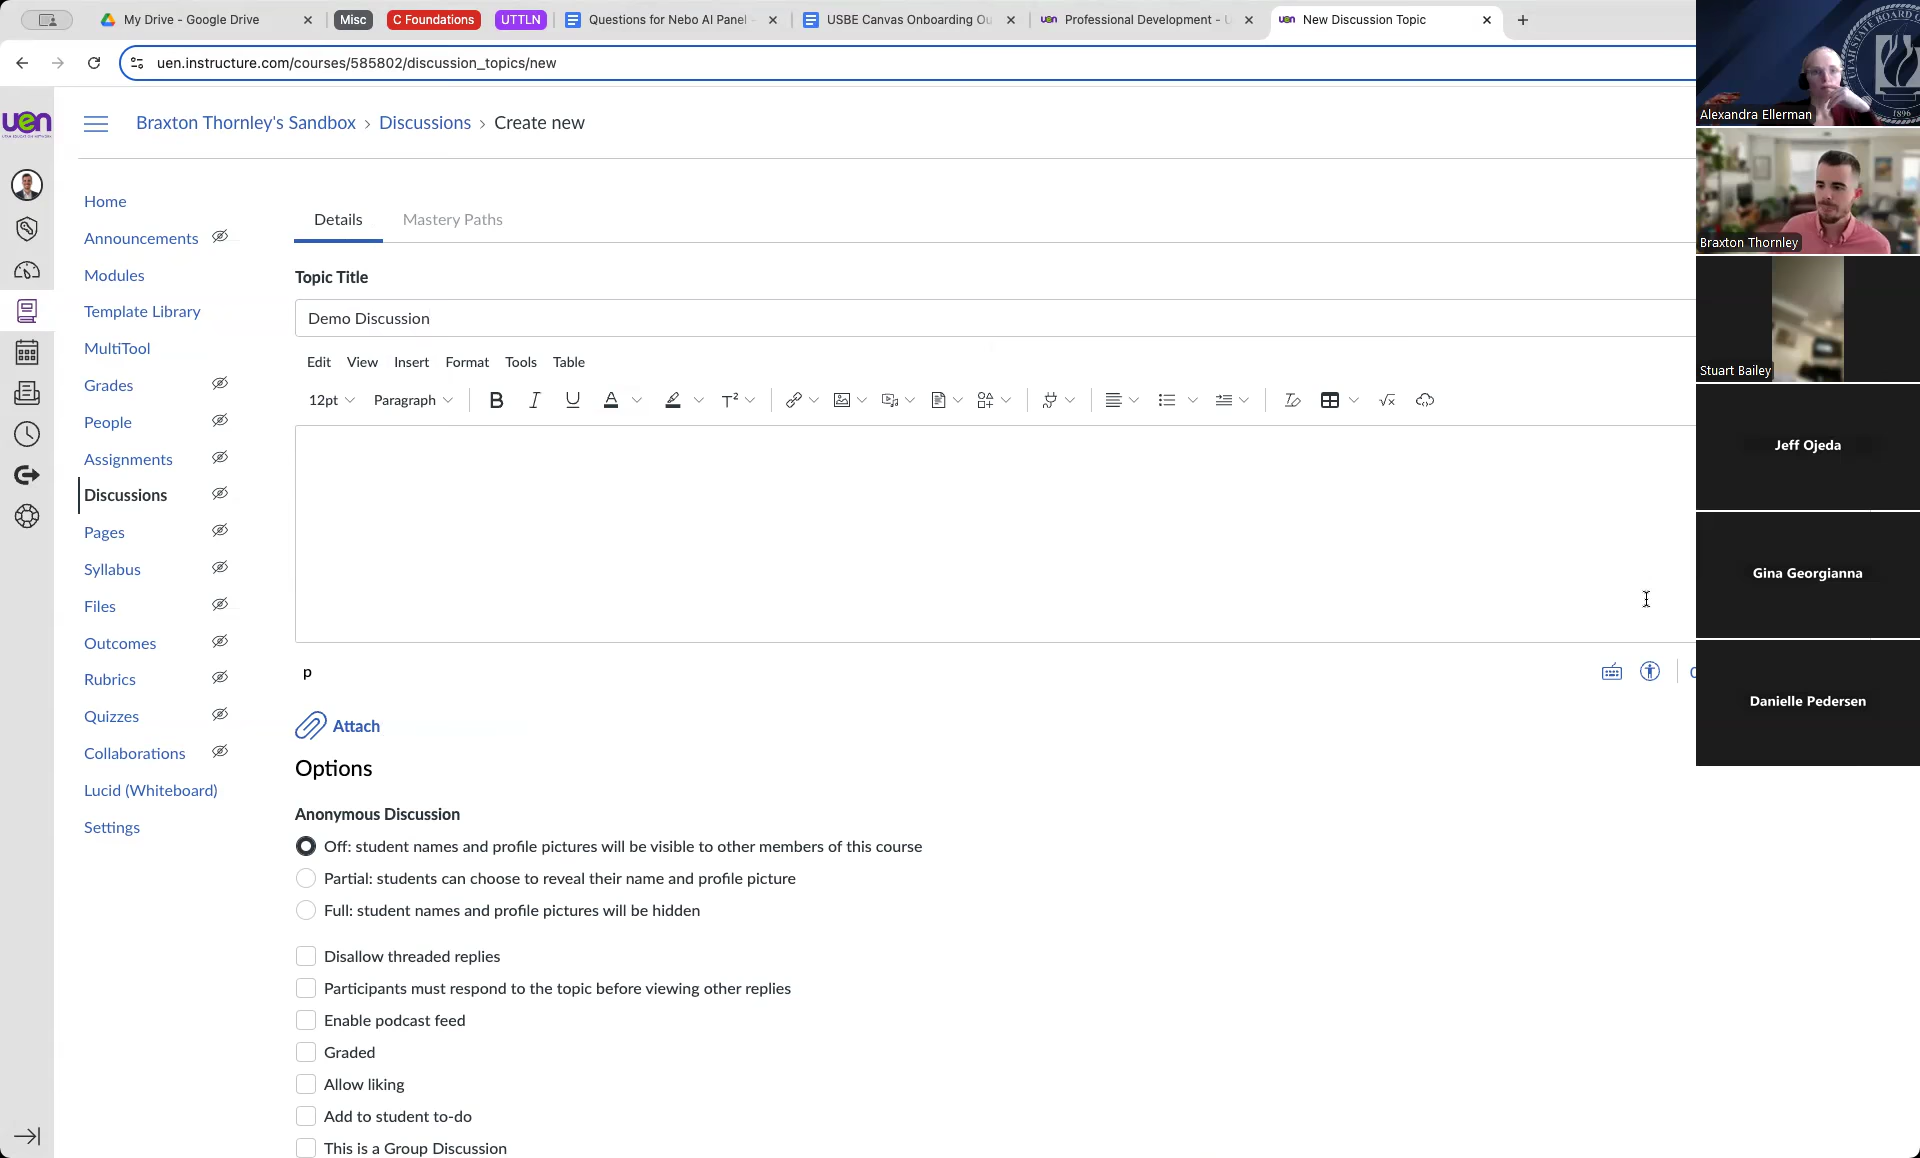 My Drive - Google Drive
Misc
C Foundations
UTTLN
Questions for Nebo AI Panel
USBE Canvas Onboarding Ou
Professional Development - U
New Discussion Topic
uen.instructure.com/courses/585802/discussion_topics/new
uen
Braxton Thornley's Sandbox › Discussions › Create new
Home
Announcements
Modules
Template Library
MultiTool
Grades
People
Assignments
Discussions
Pages
Syllabus
Files
Outcomes
Rubrics
Quizzes
Collaborations
Lucid (Whiteboard)
Settings
Details Mastery Paths
Topic Title
Demo Discussion
Edit View Insert Format Tools Table
12pt Paragraph
p
Attach
Options
Anonymous Discussion
Off: student names and profile pictures will be visible to other members of this course
Partial: students can choose to reveal their name and profile picture
Full: student names and profile pictures will be hidden
Disallow threaded replies
Participants must respond to the topic before viewing other replies
Enable podcast feed
Graded
Allow liking
Add to student to-do
This is a Group Discussion
UTAH STATE BOARD
1896
Alexandra Ellerman
Braxton Thornley
Stuart Bailey
Jeff Ojeda
Gina Georgianna
Danielle Pedersen